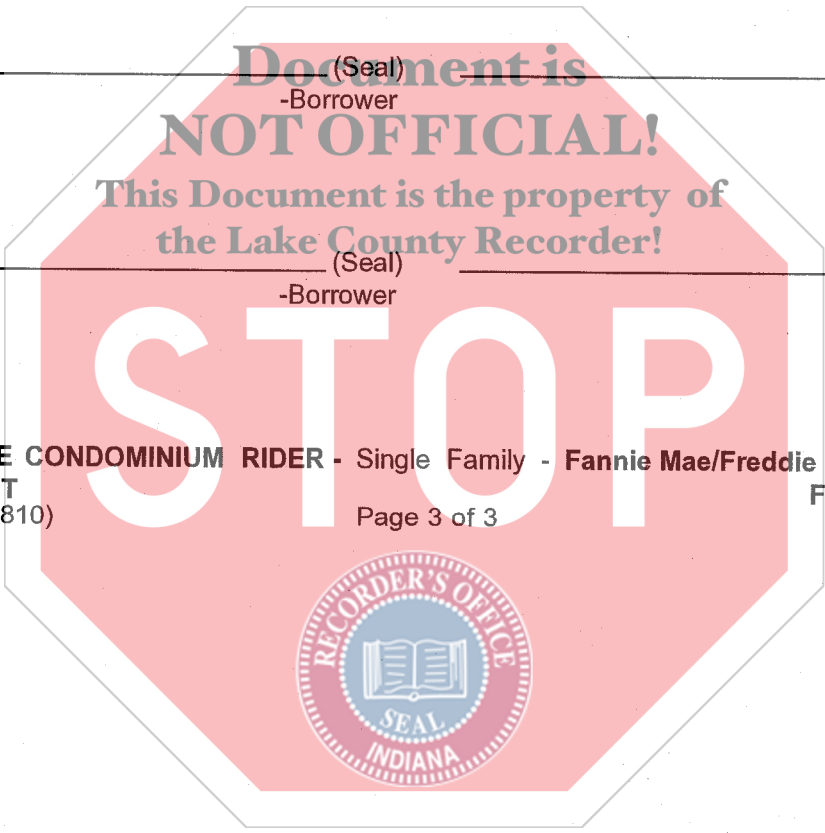 Document is
(Seal)
-Borrower
NOT OFFICIAL!
This Document is the property of
the Lake County Recorder!
(Seal)
-Borrower
STOP
E CONDOMINIUM RIDER - Single Family - Fannie Mae/Freddie
T F
810) Page 3 of 3
RECORDER'S OFFICE
SEAL
INDIANA